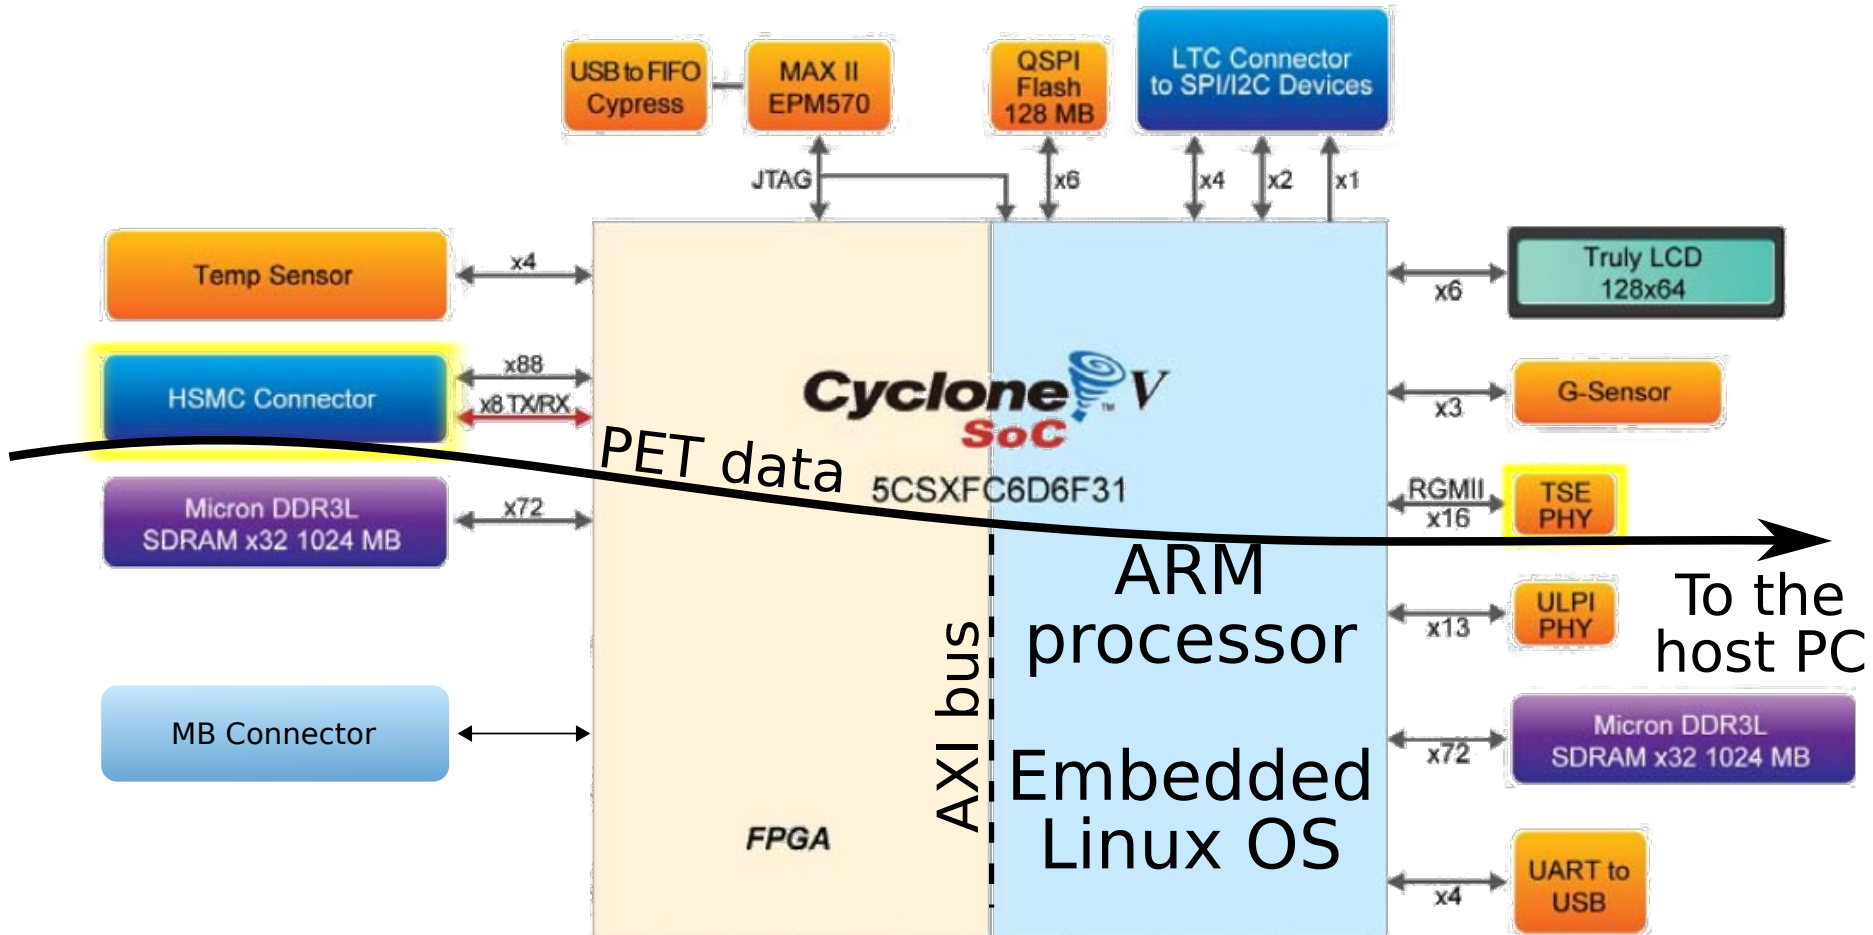 USB to FIFO
Cypress
MAX II
EPM570
QSPI
Flash
128 MB
LTC Connector
to SPI/I2C Devices
JTAG
x6
x4
x2
x1
Temp Sensor
x4
HSMC Connector
x88
x8 TX/RX
Micron DDR3L
SDRAM x32 1024 MB
x72
MB Connector
PET data
Cyclone V
™
SoC
5CSXFC6D6F31
FPGA
AXI bus
ARM
processor
Embedded
Linux OS
x6
Truly LCD
128x64
x3
G-Sensor
RGMII
x16
TSE
PHY
To the
host PC
x13
ULPI
PHY
x72
Micron DDR3L
SDRAM x32 1024 MB
x4
UART to
USB